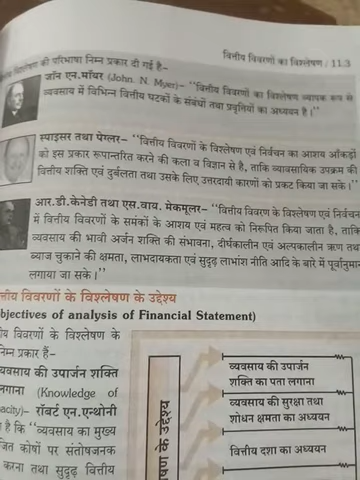 वित्तीय विवरणों का विश्लेषण / 11.3
विश्लेषण की परिभाषा निम्न प्रकार दी गई है–
जॉन एन. मॉयर (John. N. Myer)– ‘‘वित्तीय विवरणों का विश्लेषण व्यापक रूप से
व्यवसाय में विभिन्न वित्तीय घटकों के संबंधों तथा प्रवृत्तियों का अध्ययन है।’’
स्पाइसर तथा पेग्लर– ‘‘वित्तीय विवरणों के विश्लेषण एवं निर्वचन का आशय आँकड़ों
को इस प्रकार रूपान्तरित करने की कला व विज्ञान से है, ताकि व्यावसायिक उपक्रम की
वित्तीय शक्ति एवं दुर्बलता तथा उसके लिए उत्तरदायी कारणों को प्रकट किया जा सके।’’
आर.डी.केनेडी तथा एस.वाय. मेकमूलर– ‘‘वित्तीय विवरण के विश्लेषण एवं निर्वचन
में वित्तीय विवरणों के समंकों के आशय एवं महत्व को निरुपित किया जाता है, ताकि
व्यवसाय की भावी अर्जन शक्ति की संभावना, दीर्घकालीन एवं अल्पकालीन ऋण तथा
ब्याज चुकाने की क्षमता, लाभदायकता एवं सुदृढ़ लाभांश नीति आदि के बारे में पूर्वानुमान
लगाया जा सके।’’
त्तीय विवरणों के विश्लेषण के उद्देश्य
bjectives of analysis of Financial Statement)
ीय विवरणों के विश्लेषण के
निम्न प्रकार हैं–
यवसाय की उपार्जन शक्ति
लगाना (Knowledge of
acity)– रॉबर्ट एन.एन्थोनी
ा है कि ‘‘व्यवसाय का मुख्य
जित कोषों पर संतोषजनक
करना तथा सुदृढ़ वित्तीय
षण के उद्देश्य
व्यवसाय की उपार्जन
शक्ति का पता लगाना
व्यवसाय की सुरक्षा तथा
शोधन क्षमता का अध्ययन
वित्तीय दशा का अध्ययन